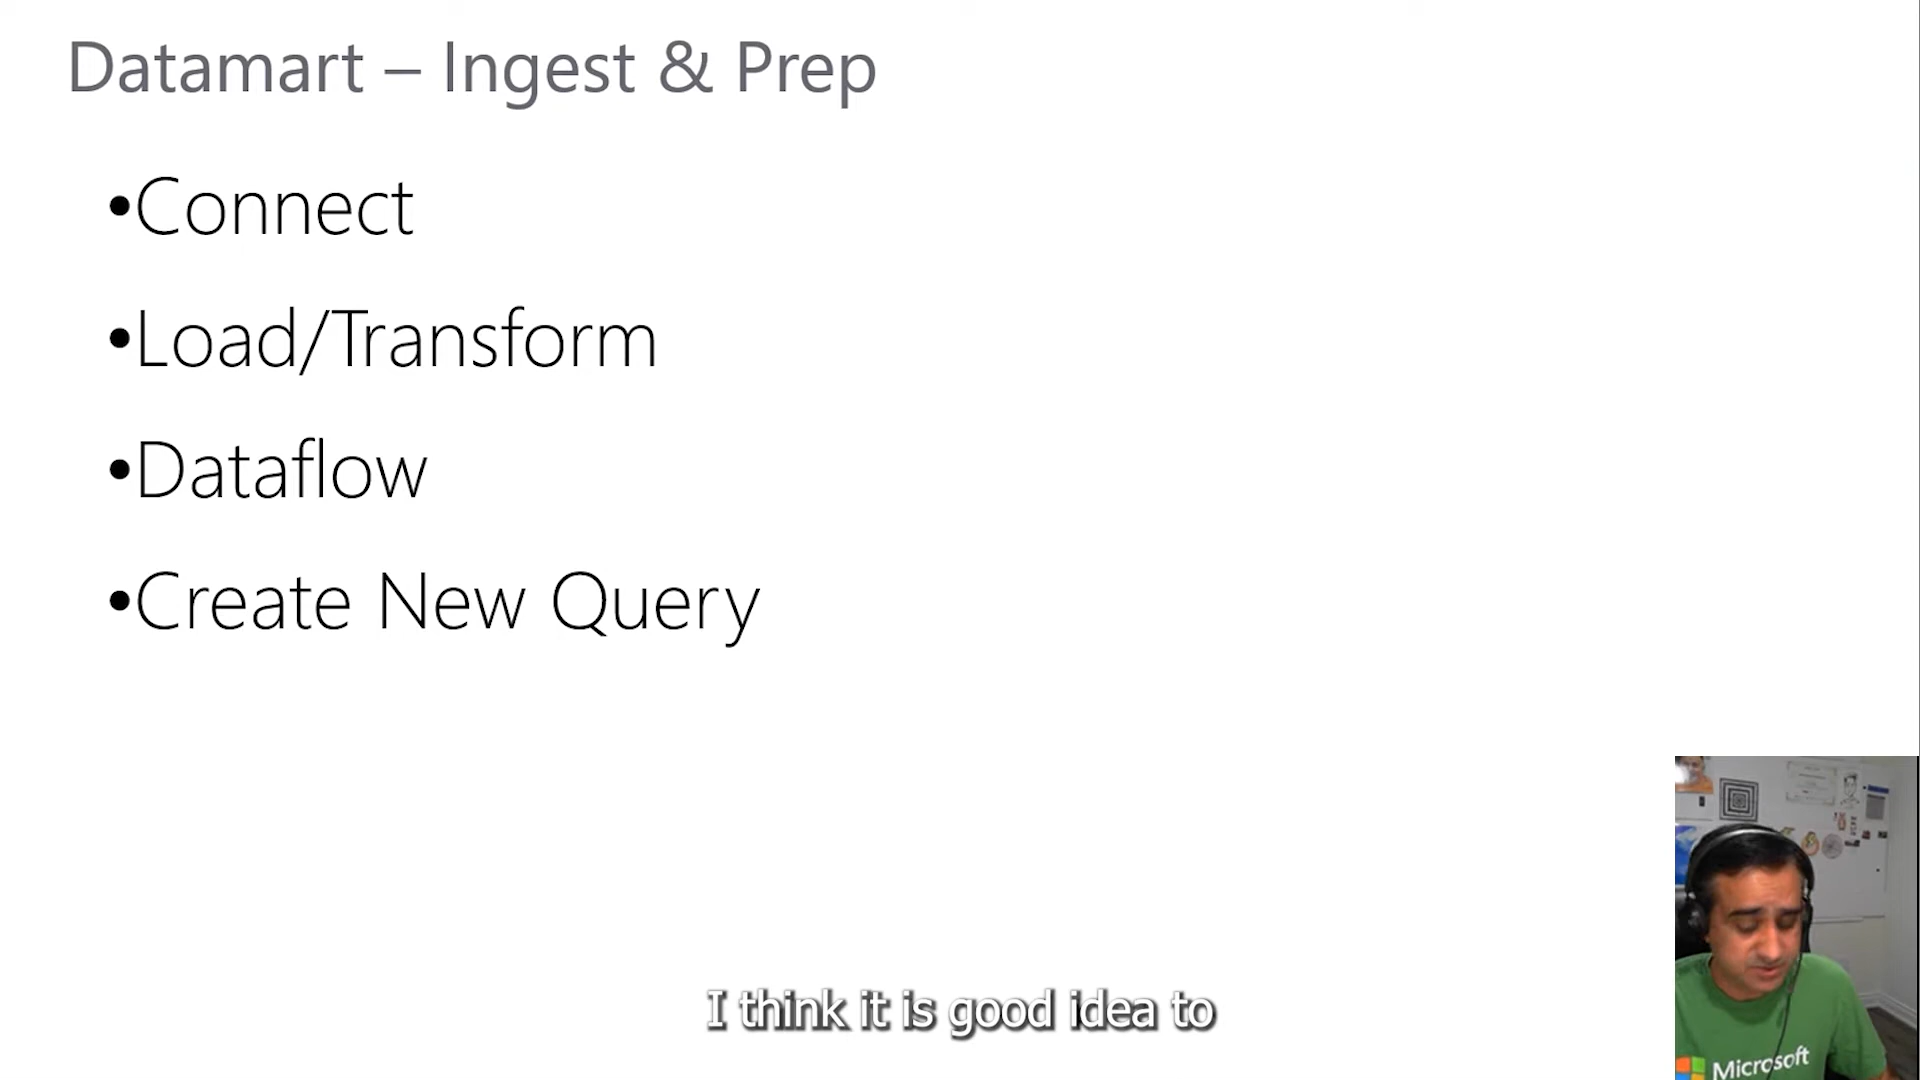 Datamart – Ingest & Prep
•Connect
•Load/Transform
•Dataflow
•Create New Query
I think it is good idea to
Microsoft